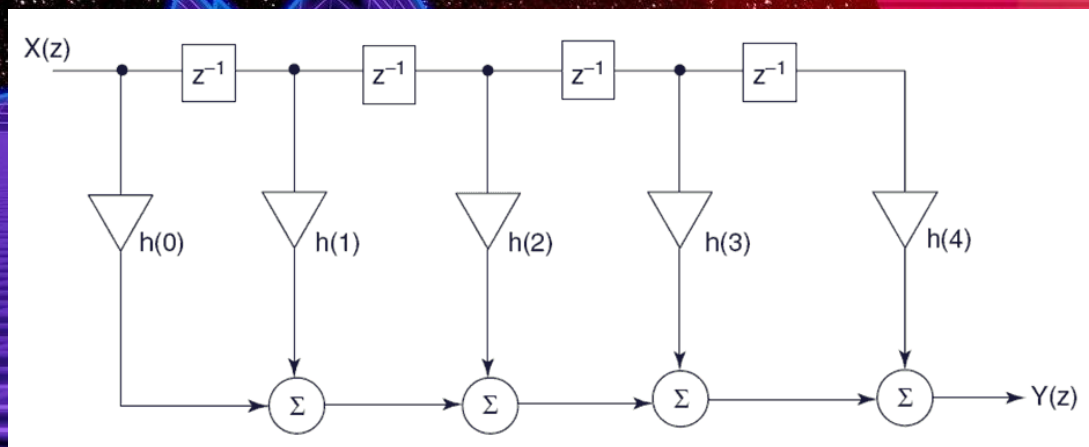 X(z)
z⁻¹ z⁻¹ z⁻¹ z⁻¹
h(0) h(1) h(2) h(3) h(4)
Σ Σ Σ Σ Y(z)